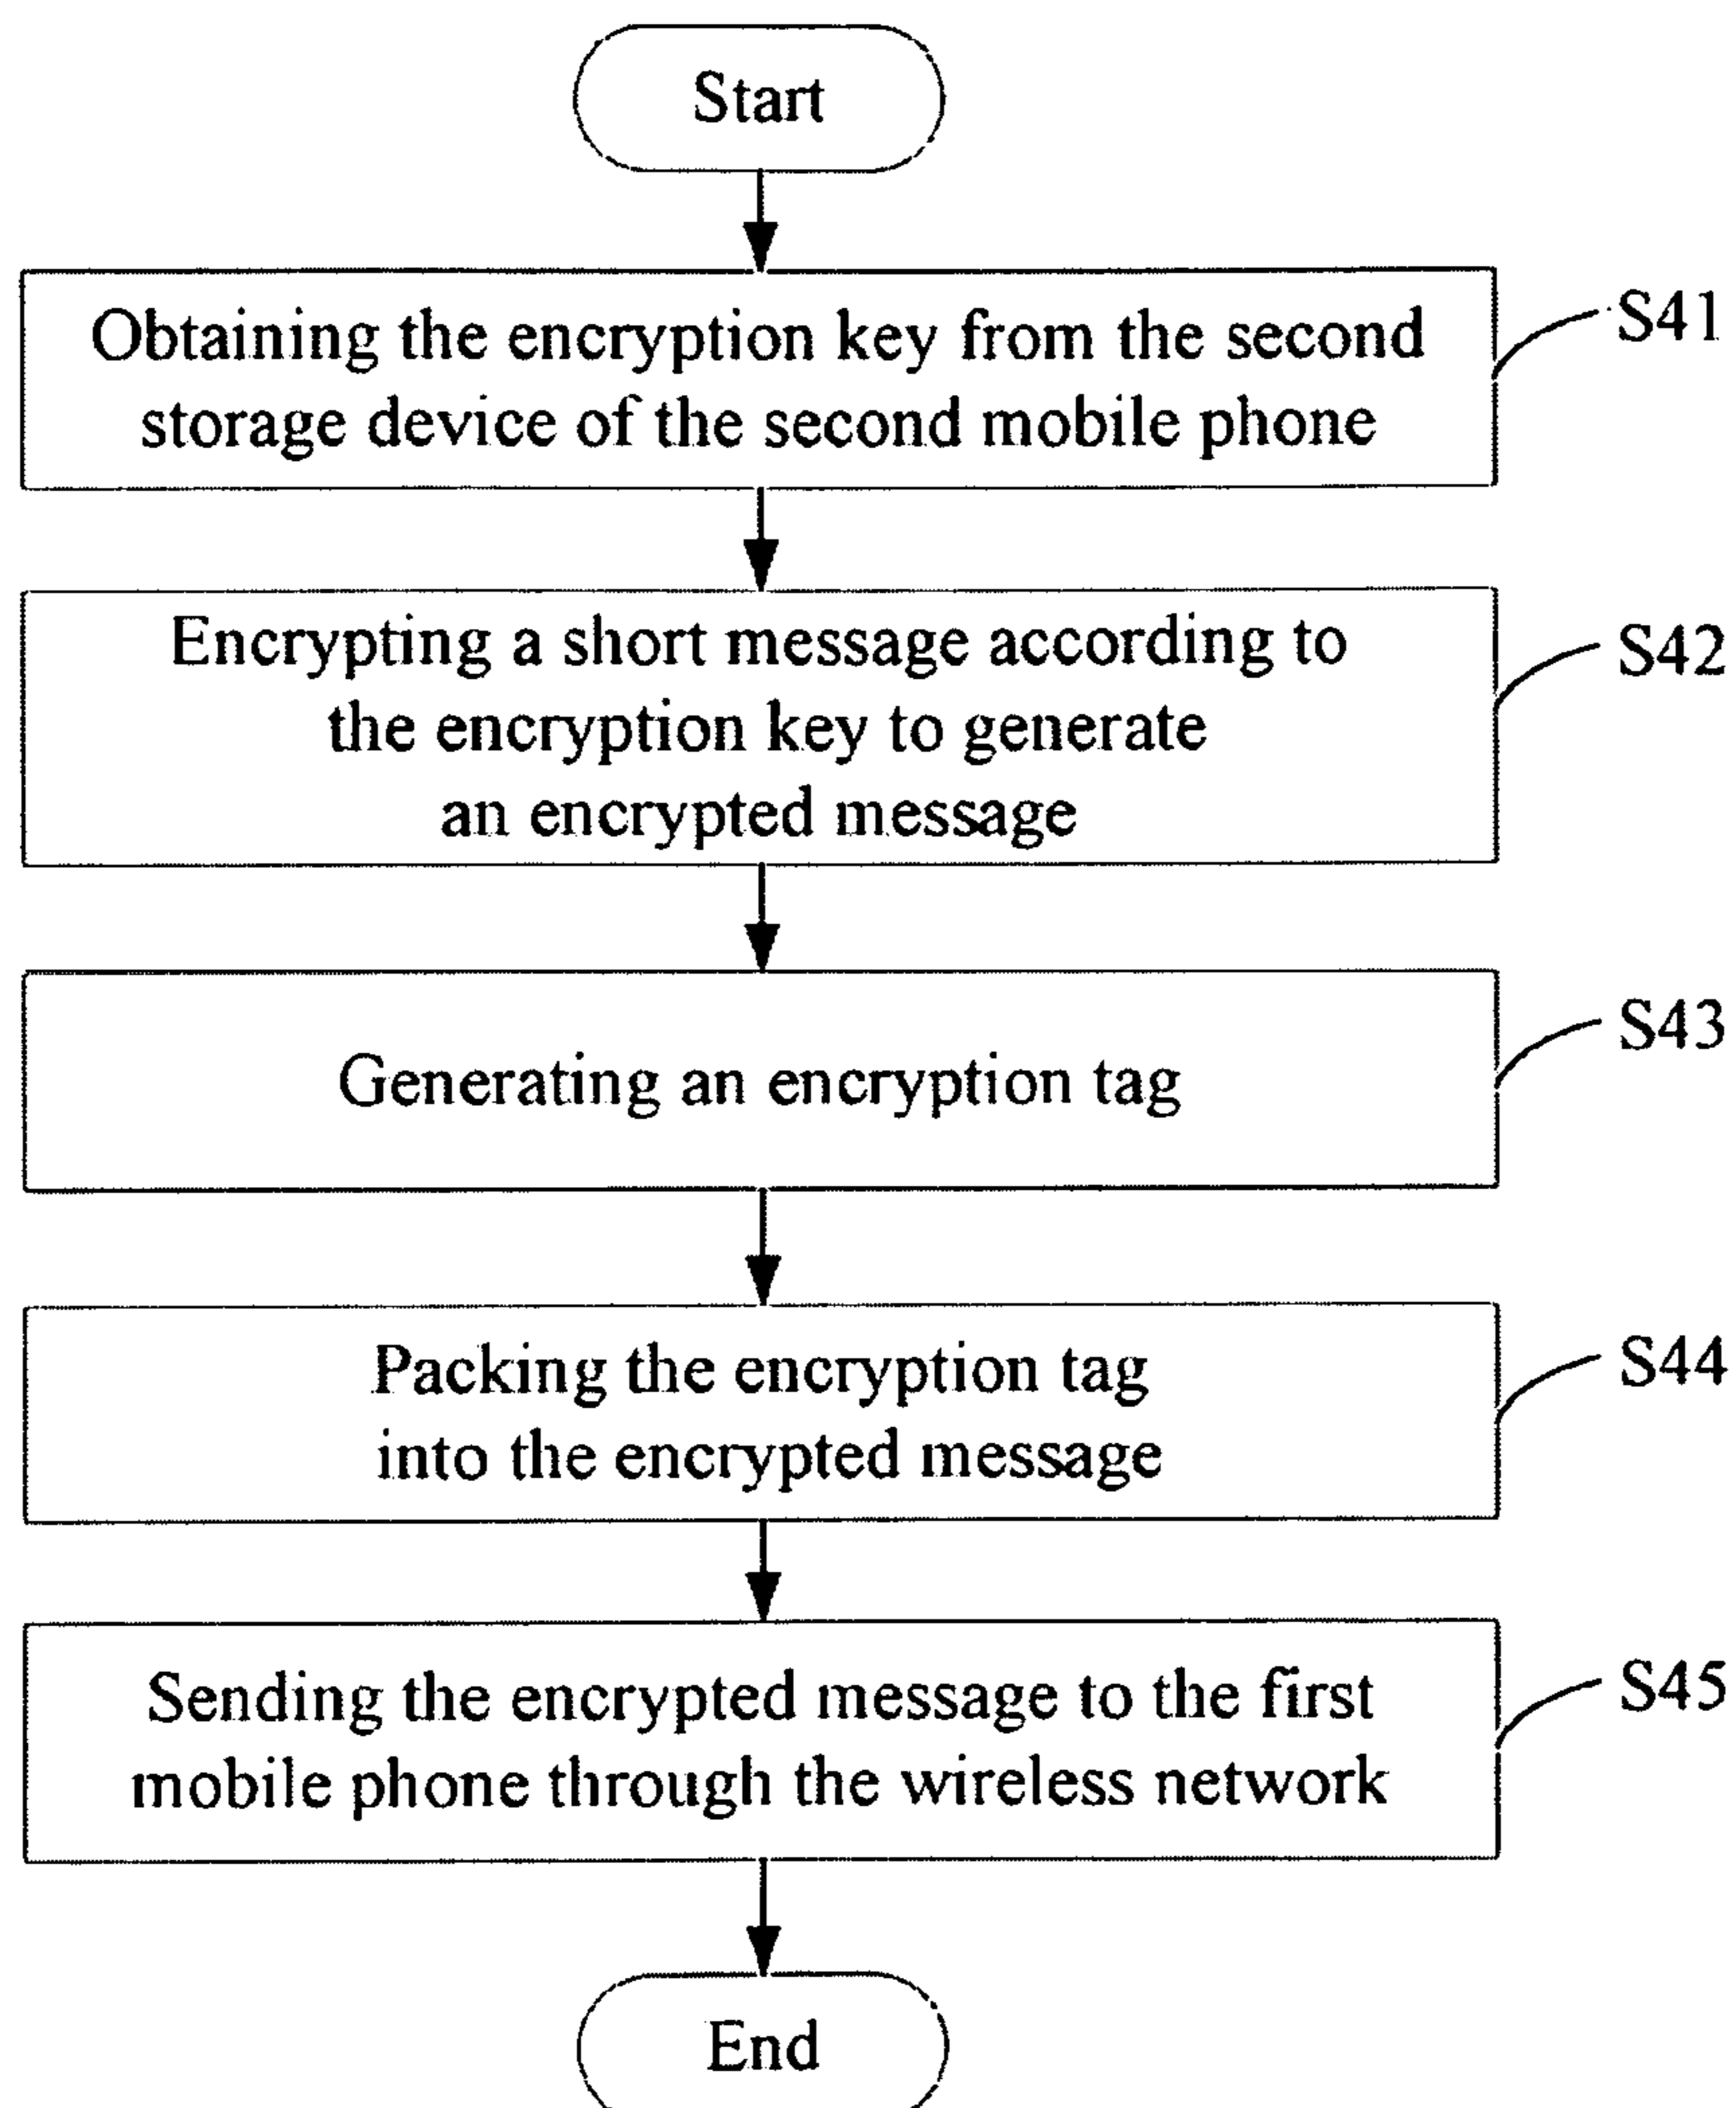 Start
Obtaining the encryption key from the second
storage device of the second mobile phone
S41
Encrypting a short message according to
the encryption key to generate
an encrypted message
S42
Generating an encryption tag
S43
Packing the encryption tag
into the encrypted message
S44
Sending the encrypted message to the first
mobile phone through the wireless network
S45
End